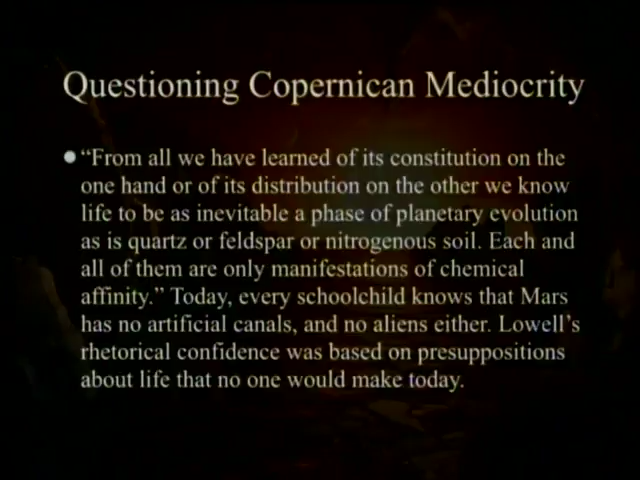 Questioning Copernican Mediocrity
“From all we have learned of its constitution on the
one hand or of its distribution on the other we know
life to be as inevitable a phase of planetary evolution
as is quartz or feldspar or nitrogenous soil. Each and
all of them are only manifestations of chemical
affinity.” Today, every schoolchild knows that Mars
has no artificial canals, and no aliens either. Lowell’s
rhetorical confidence was based on presuppositions
about life that no one would make today.